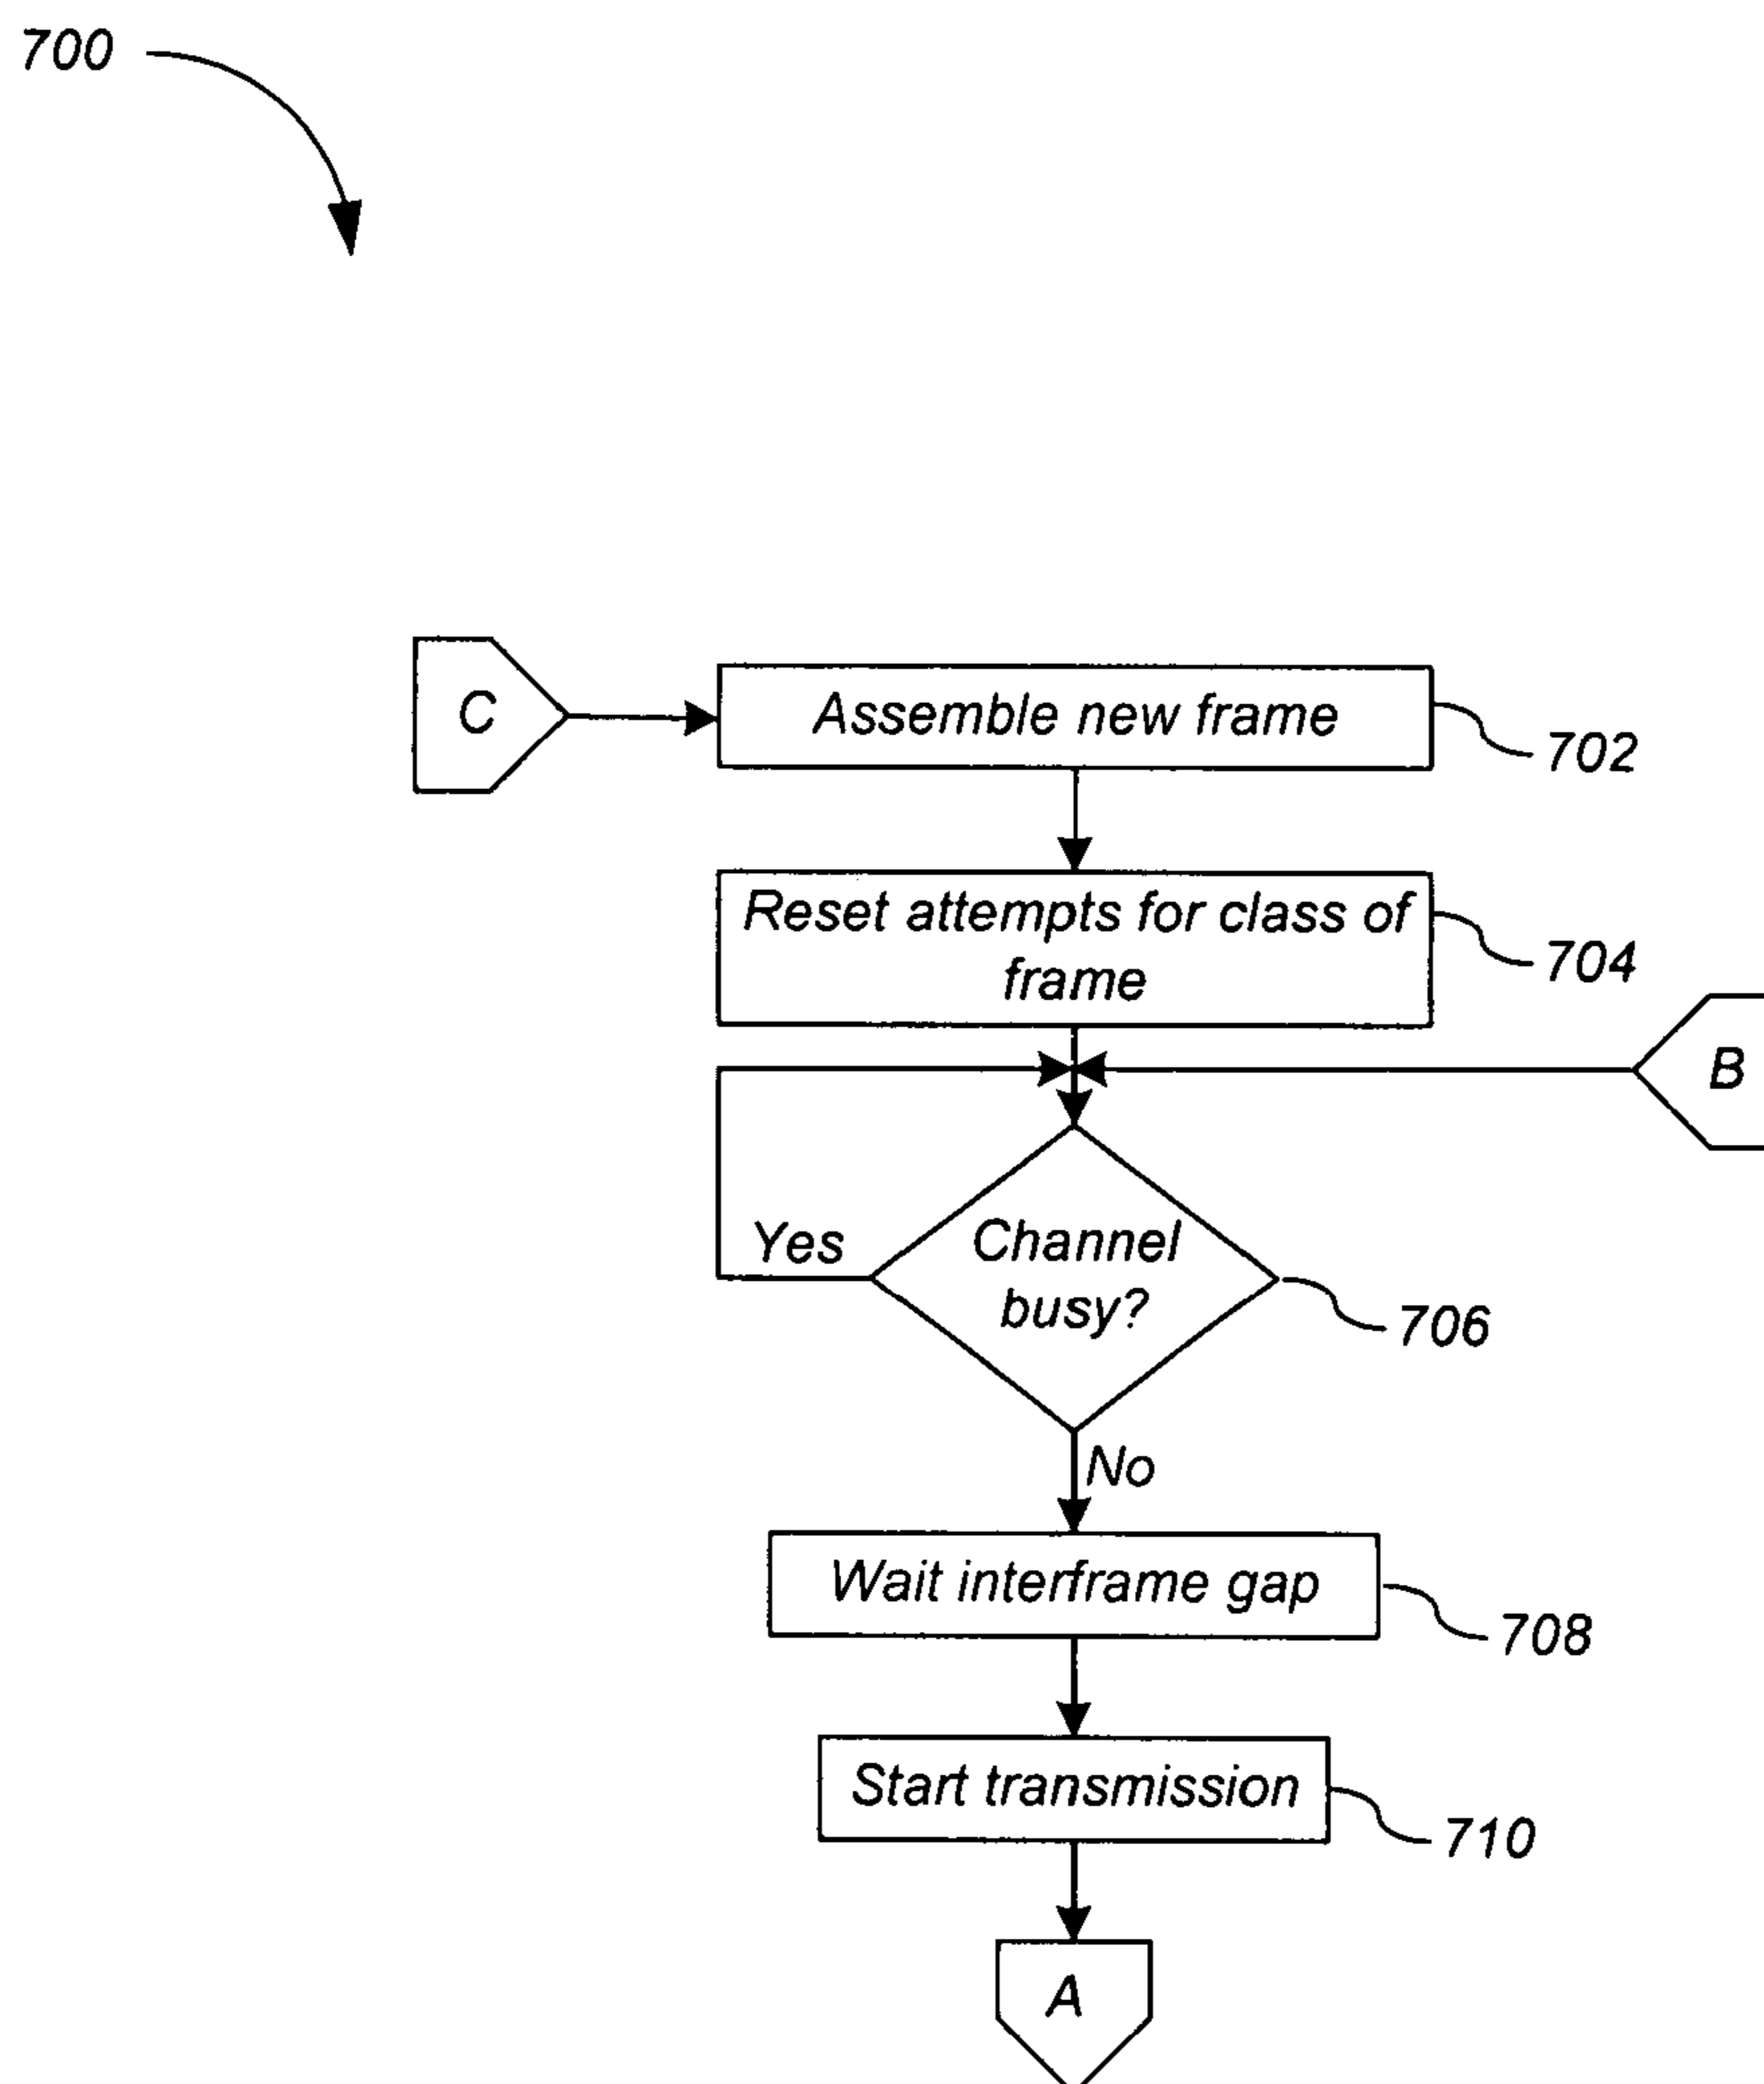 700
C
Assemble new frame
702
Reset attempts for class of
frame
704
B
Yes
Channel
busy?
706
No
Wait interframe gap
708
Start transmission
710
A